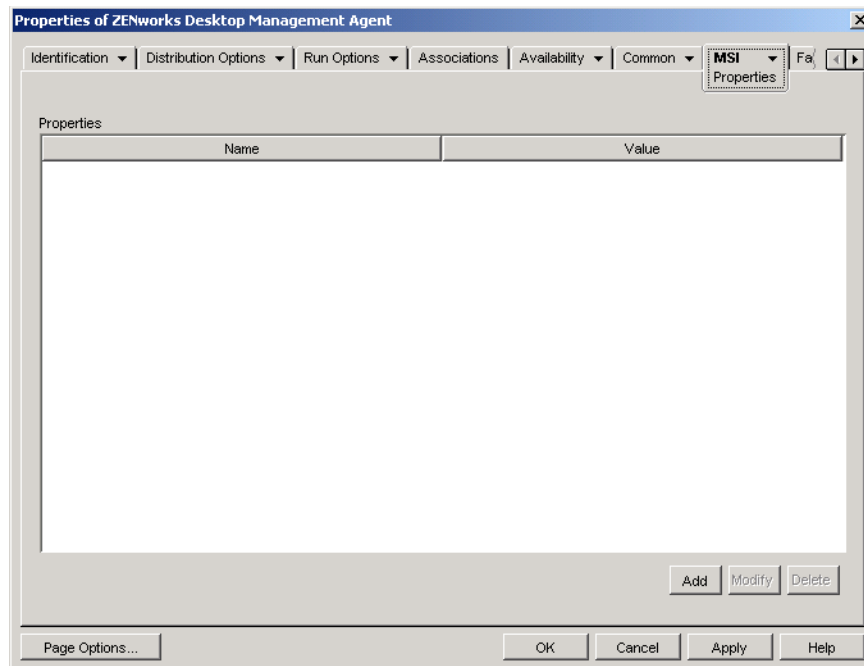 Properties of ZENworks Desktop Management Agent
Identification Distribution Options Run Options Associations Availability Common MSI Fa
Properties
Properties
Name Value
Add Modify Delete
Page Options... OK Cancel Apply Help